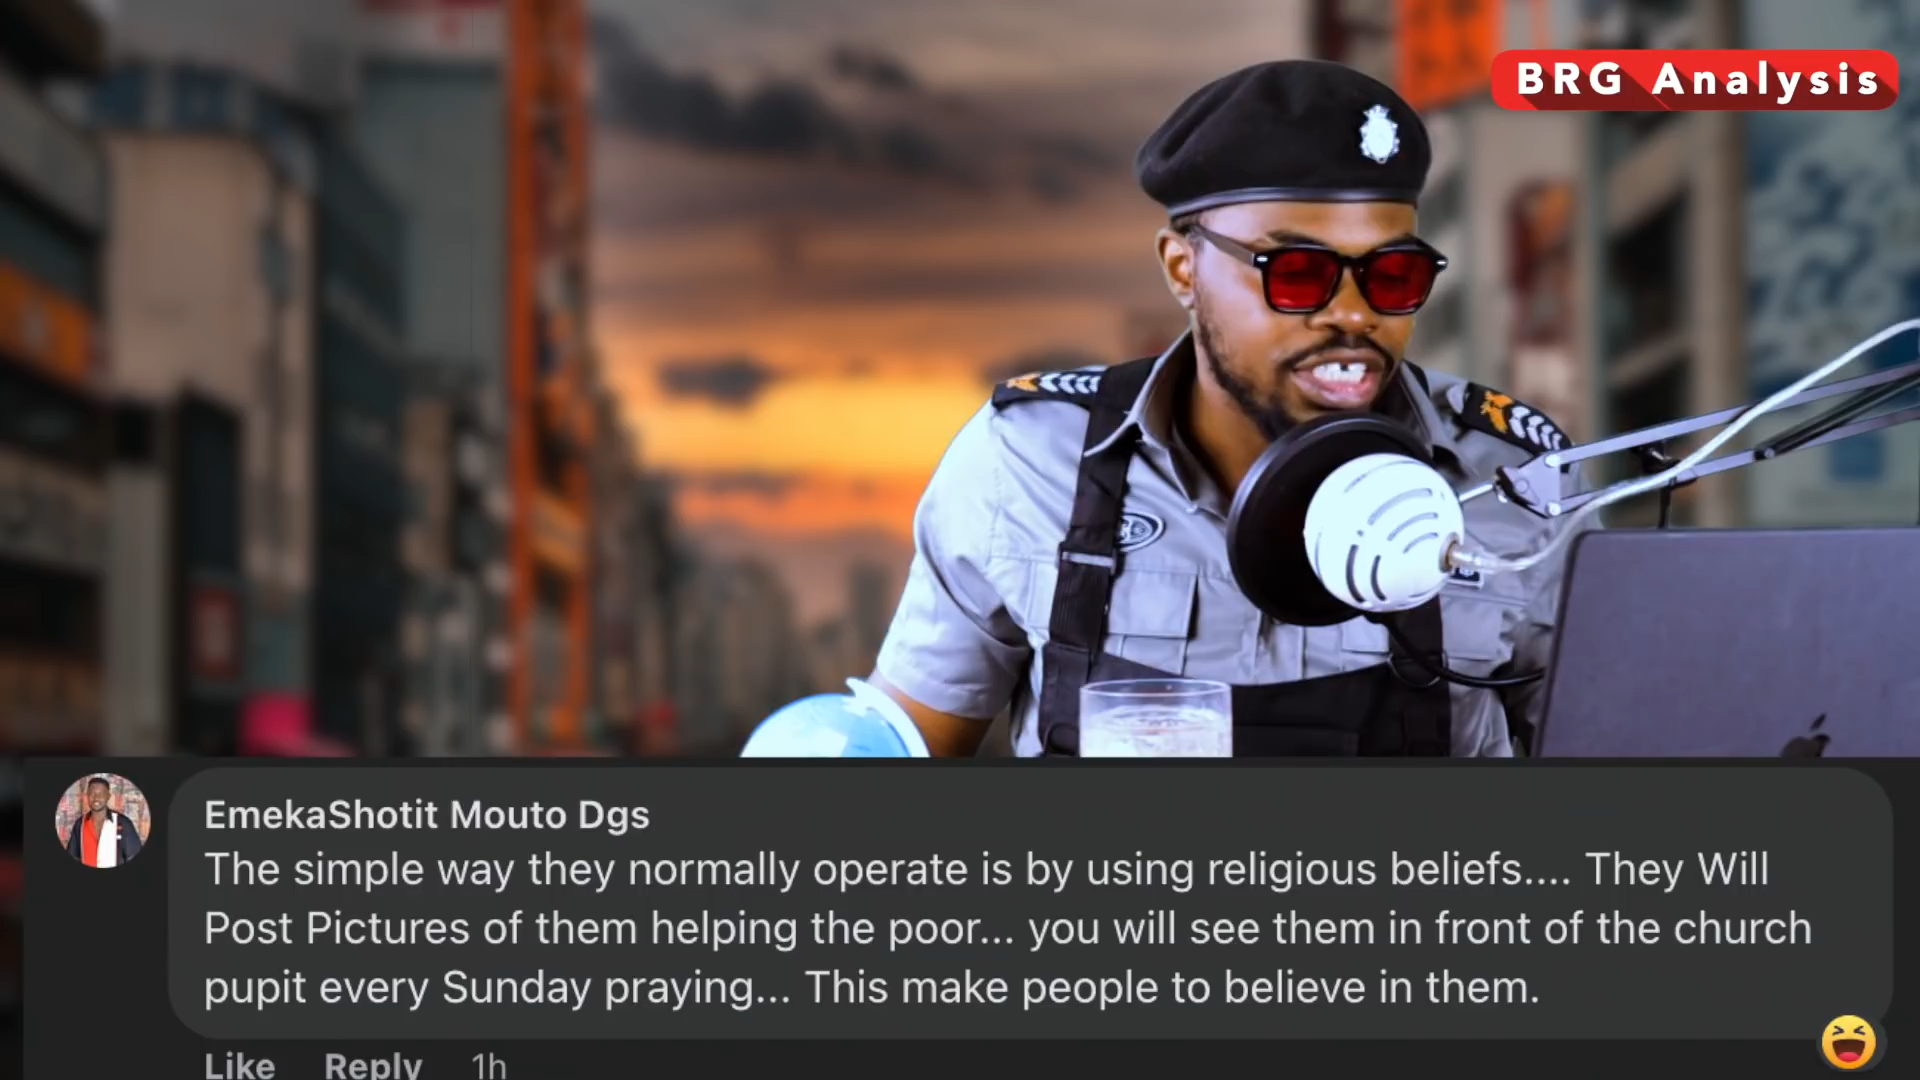 BRG Analysis
EmekaShotit Mouto Dgs
The simple way they normally operate is by using religious beliefs.... They Will
Post Pictures of them helping the poor... you will see them in front of the church
pupit every Sunday praying... This make people to believe in them.
Like Reply 1h